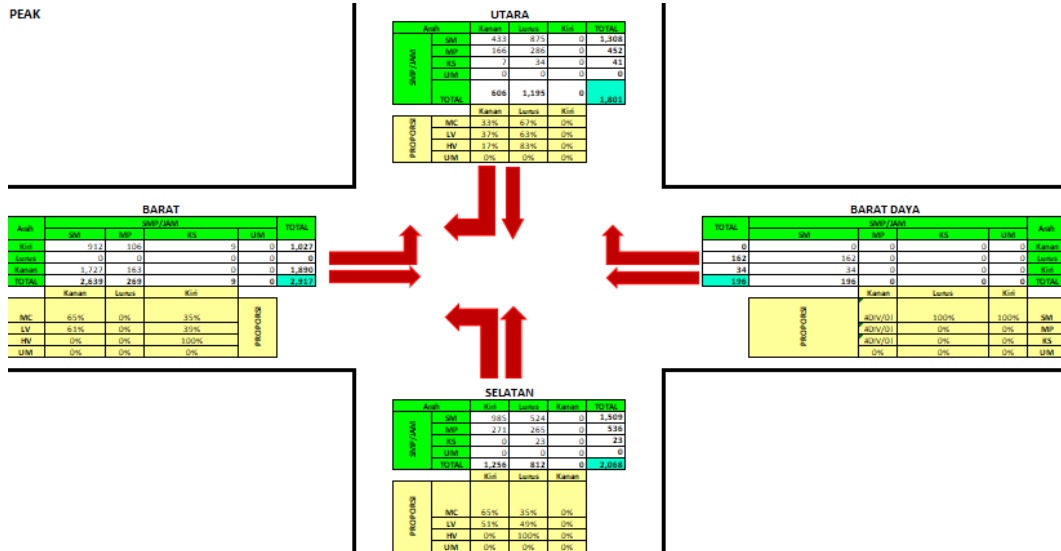 PEAK
UTARA
Arah Kanan Lurus Kiri TOTAL
SMP/JAM
SM 433 875 0 1,308
MP 166 286 0 452
KS 7 34 0 41
UM 0 0 0 0
TOTAL 606 1,195 0 1,801
Kanan Lurus Kiri
PROPORSI
MC 33% 67% 0%
LV 37% 63% 0%
HV 17% 83% 0%
UM 0% 0% 0%
BARAT
Arah SMP/JAM TOTAL
SM MP KS UM
Kiri 912 106 9 0 1,027
Lurus 0 0 0 0 0
Kanan 1,727 163 0 0 1,890
TOTAL 2,639 269 9 0 2,917
Kanan Lurus Kiri
PROPORSI
MC 65% 0% 35%
LV 61% 0% 39%
HV 0% 0% 100%
UM 0% 0% 0%
BARAT DAYA
TOTAL SMP/JAM Arah
SM MP KS UM
0 0 0 0 0 Kanan
162 162 0 0 0 Lurus
34 34 0 0 0 Kiri
196 196 0 0 0 TOTAL
Kanan Lurus Kiri
PROPORSI
#DIV/0! 100% 100% SM
#DIV/0! 0% 0% MP
#DIV/0! 0% 0% KS
0% 0% 0% UM
SELATAN
Arah Kiri Lurus Kanan TOTAL
SMP/JAM
SM 985 524 0 1,509
MP 271 265 0 536
KS 0 23 0 23
UM 0 0 0 0
TOTAL 1,256 812 0 2,068
Kiri Lurus Kanan
PROPORSI
MC 65% 35% 0%
LV 51% 49% 0%
HV 0% 100% 0%
UM 0% 0% 0%